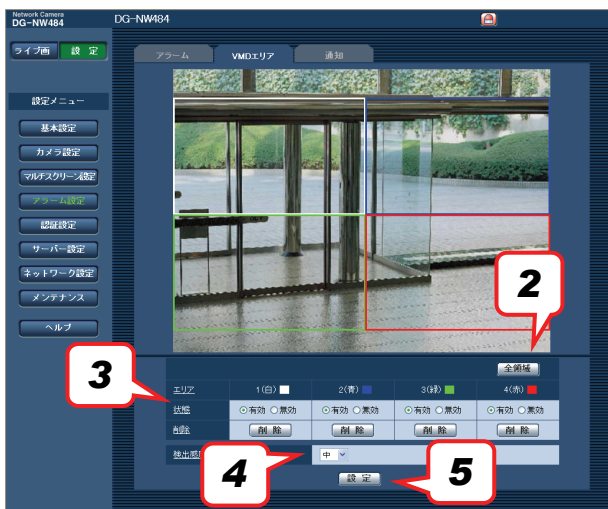 Network Camera
DG-NW484
DG-NW484
ライブ画 設 定
アラーム VMDエリア 通知
設定メニュー
基本設定
カメラ設定
マルチスクリーン設定
アラーム設定
認証設定
サーバー設定
ネットワーク設定
メンテナンス
ヘルプ
2
全領域
3
エリア 1(白) 2(青) 3(緑) 4(赤)
状態 有効 無効 有効 無効 有効 無効 有効 無効
削除 削 除 削 除 削 除 削 除
検出感 中
4
設 定
5